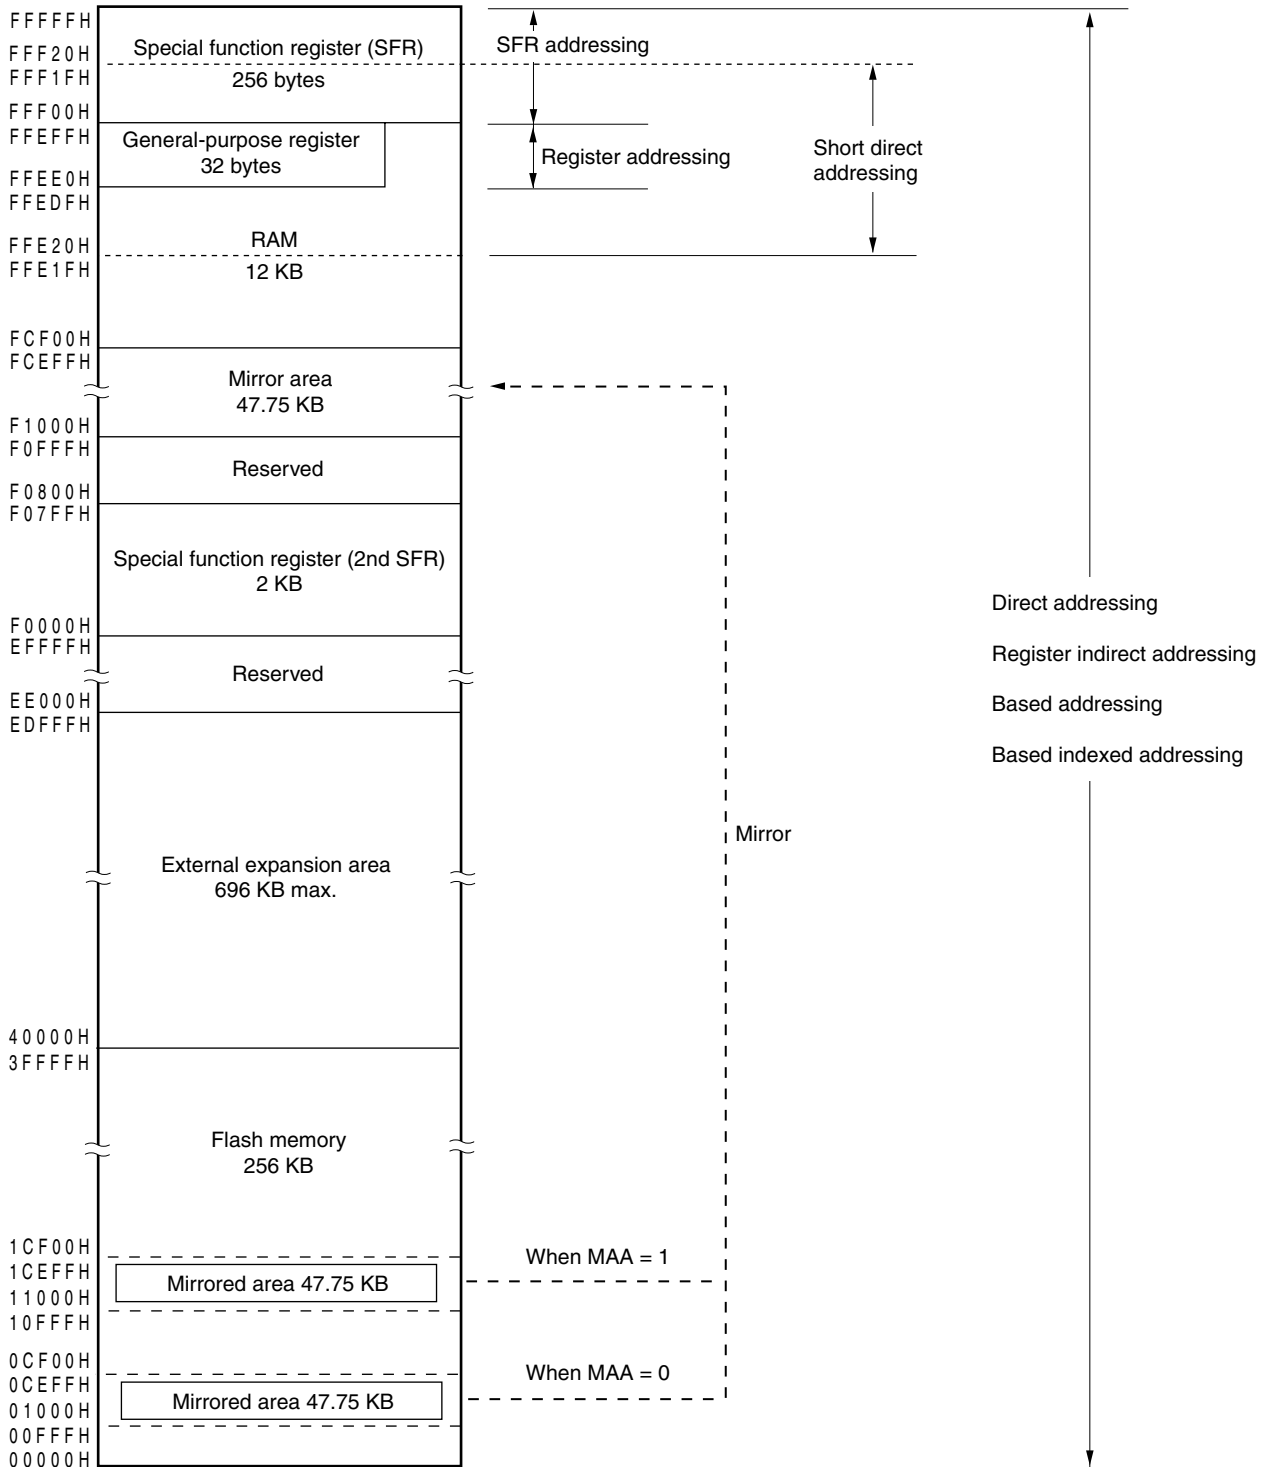 FFFFFH
Special function register (SFR)
SFR addressing
FFF20H
FFF1FH
256 bytes
FFF00H
FFEFFH
General-purpose register
32 bytes
Register addressing
Short direct
addressing
FFEE0H
FFEDFH
FFE20H
RAM
FFE1FH
12 KB
FCF00H
FCEFFH
Mirror area
47.75 KB
F1000H
F0FFFH
Reserved
F0800H
F07FFH
Special function register (2nd SFR)
2 KB
Direct addressing
F0000H
EFFFFH
Register indirect addressing
Reserved
EE000H
EDFFFH
Based addressing
Based indexed addressing
Mirror
External expansion area
696 KB max.
40000H
3FFFFH
Flash memory
256 KB
1CF00H
When MAA = 1
1CEFFH
Mirrored area 47.75 KB
11000H
10FFFH
0CF00H
When MAA = 0
0CEFFH
Mirrored area 47.75 KB
01000H
00FFFH
00000H